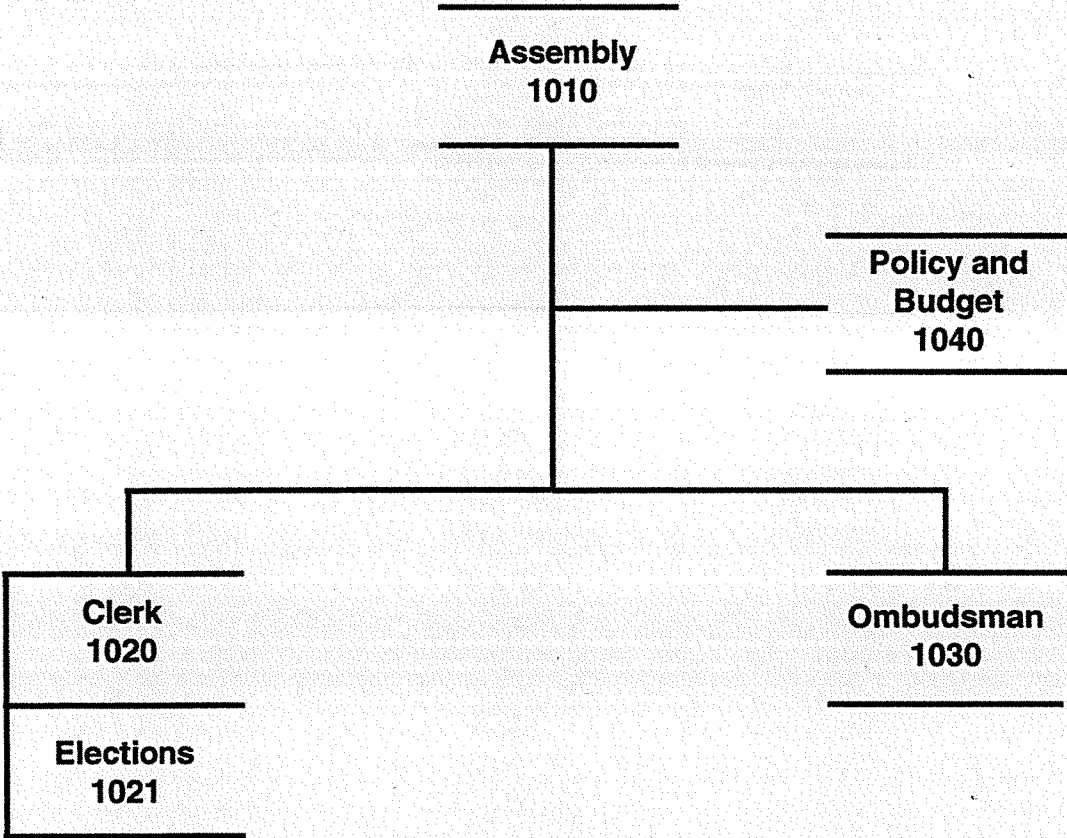 Assembly
1010
Policy and
Budget
1040
Clerk
1020
Ombudsman
1030
Elections
1021